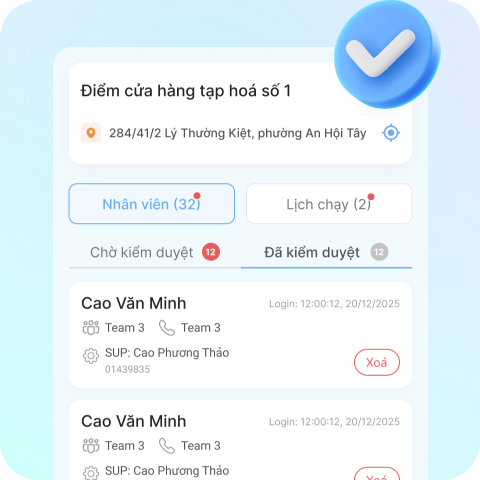 Điểm cửa hàng tạp hoá số 1
284/41/2 Lý Thường Kiệt, phường An Hội Tây
Nhân viên (32)
Lịch chạy (2)
Chờ kiểm duyệt 12
Đã kiểm duyệt 12
Cao Văn Minh
Login: 12:00:12, 20/12/2025
Team 3
Team 3
SUP: Cao Phương Thảo
01439835
Xoá
Cao Văn Minh
Login: 12:00:12, 20/12/2025
Team 3
Team 3
SUP: Cao Phương Thảo
Xoá